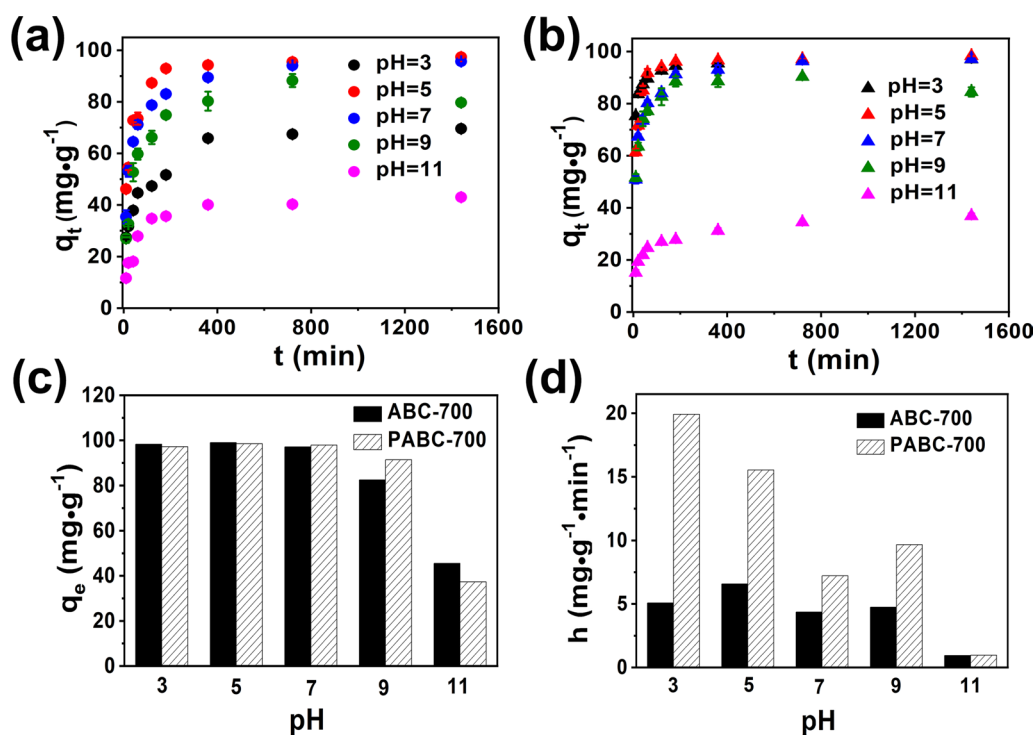 (a)
100
80
60
40
20
0
qt (mg•g-1)
0 400 800 1200 1600
t (min)
pH=3
pH=5
pH=7
pH=9
pH=11
(b)
100
80
60
40
20
0
qt (mg•g-1)
0 400 800 1200 1600
t (min)
pH=3
pH=5
pH=7
pH=9
pH=11
(c)
120
100
80
60
40
20
0
qe (mg•g-1)
3 5 7 9 11
pH
ABC-700
PABC-700
(d)
20
15
10
5
0
h (mg•g-1•min-1)
3 5 7 9 11
pH
ABC-700
PABC-700